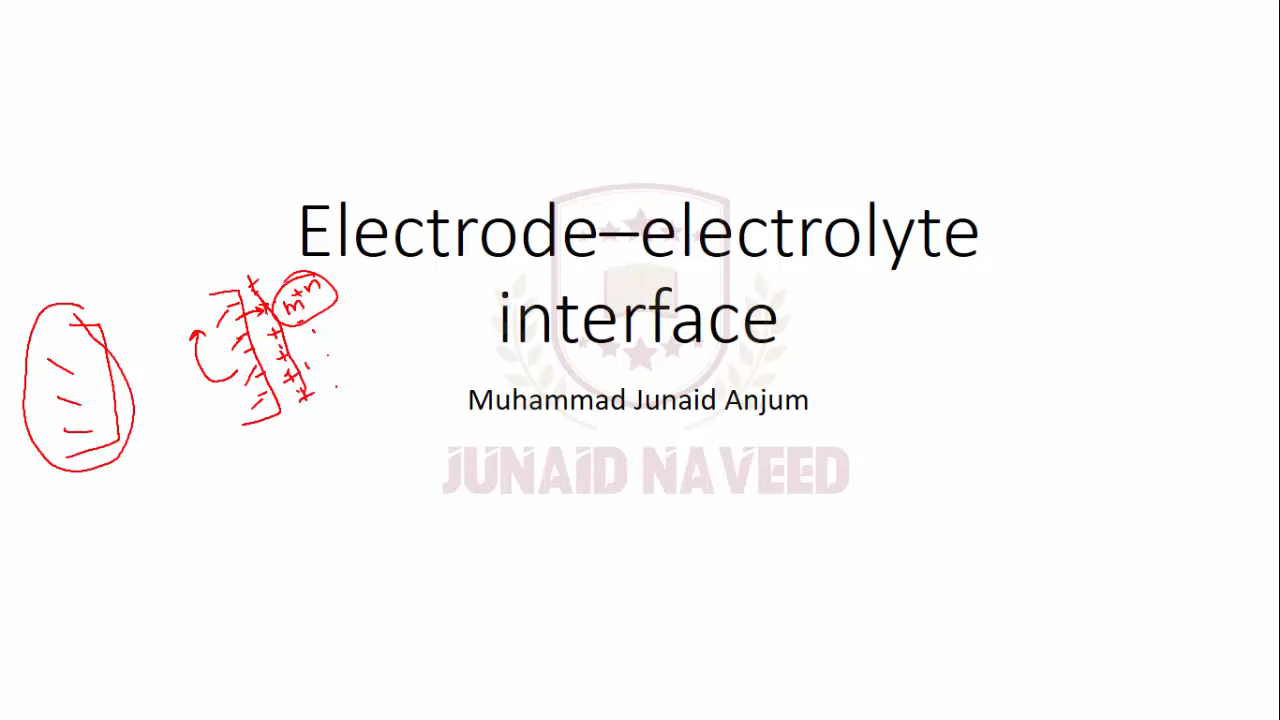 Electrode–electrolyte
interface
m+n
Muhammad Junaid Anjum
JUNAID NAVEED